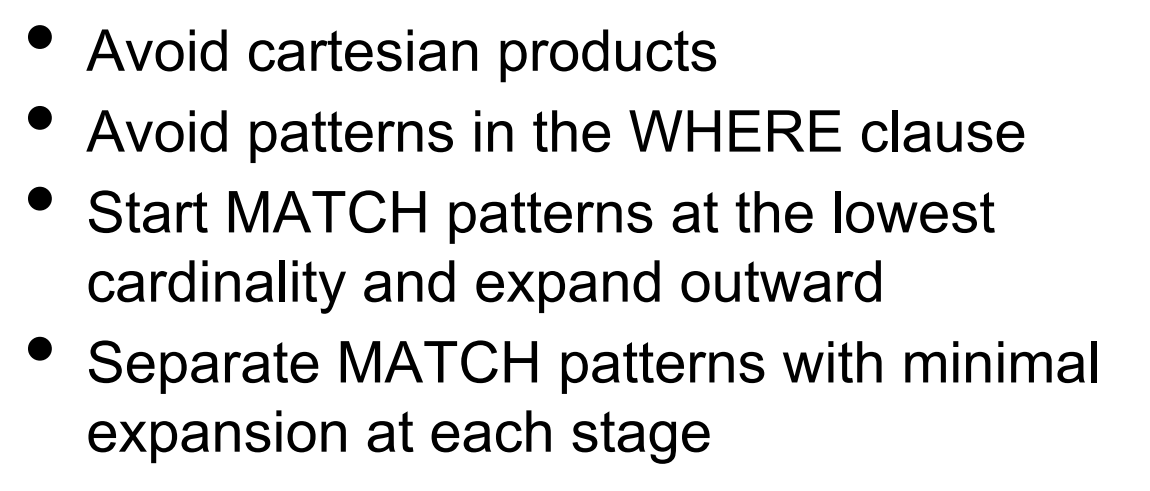 • Avoid cartesian products
• Avoid patterns in the WHERE clause
• Start MATCH patterns at the lowest
cardinality and expand outward
• Separate MATCH patterns with minimal
expansion at each stage